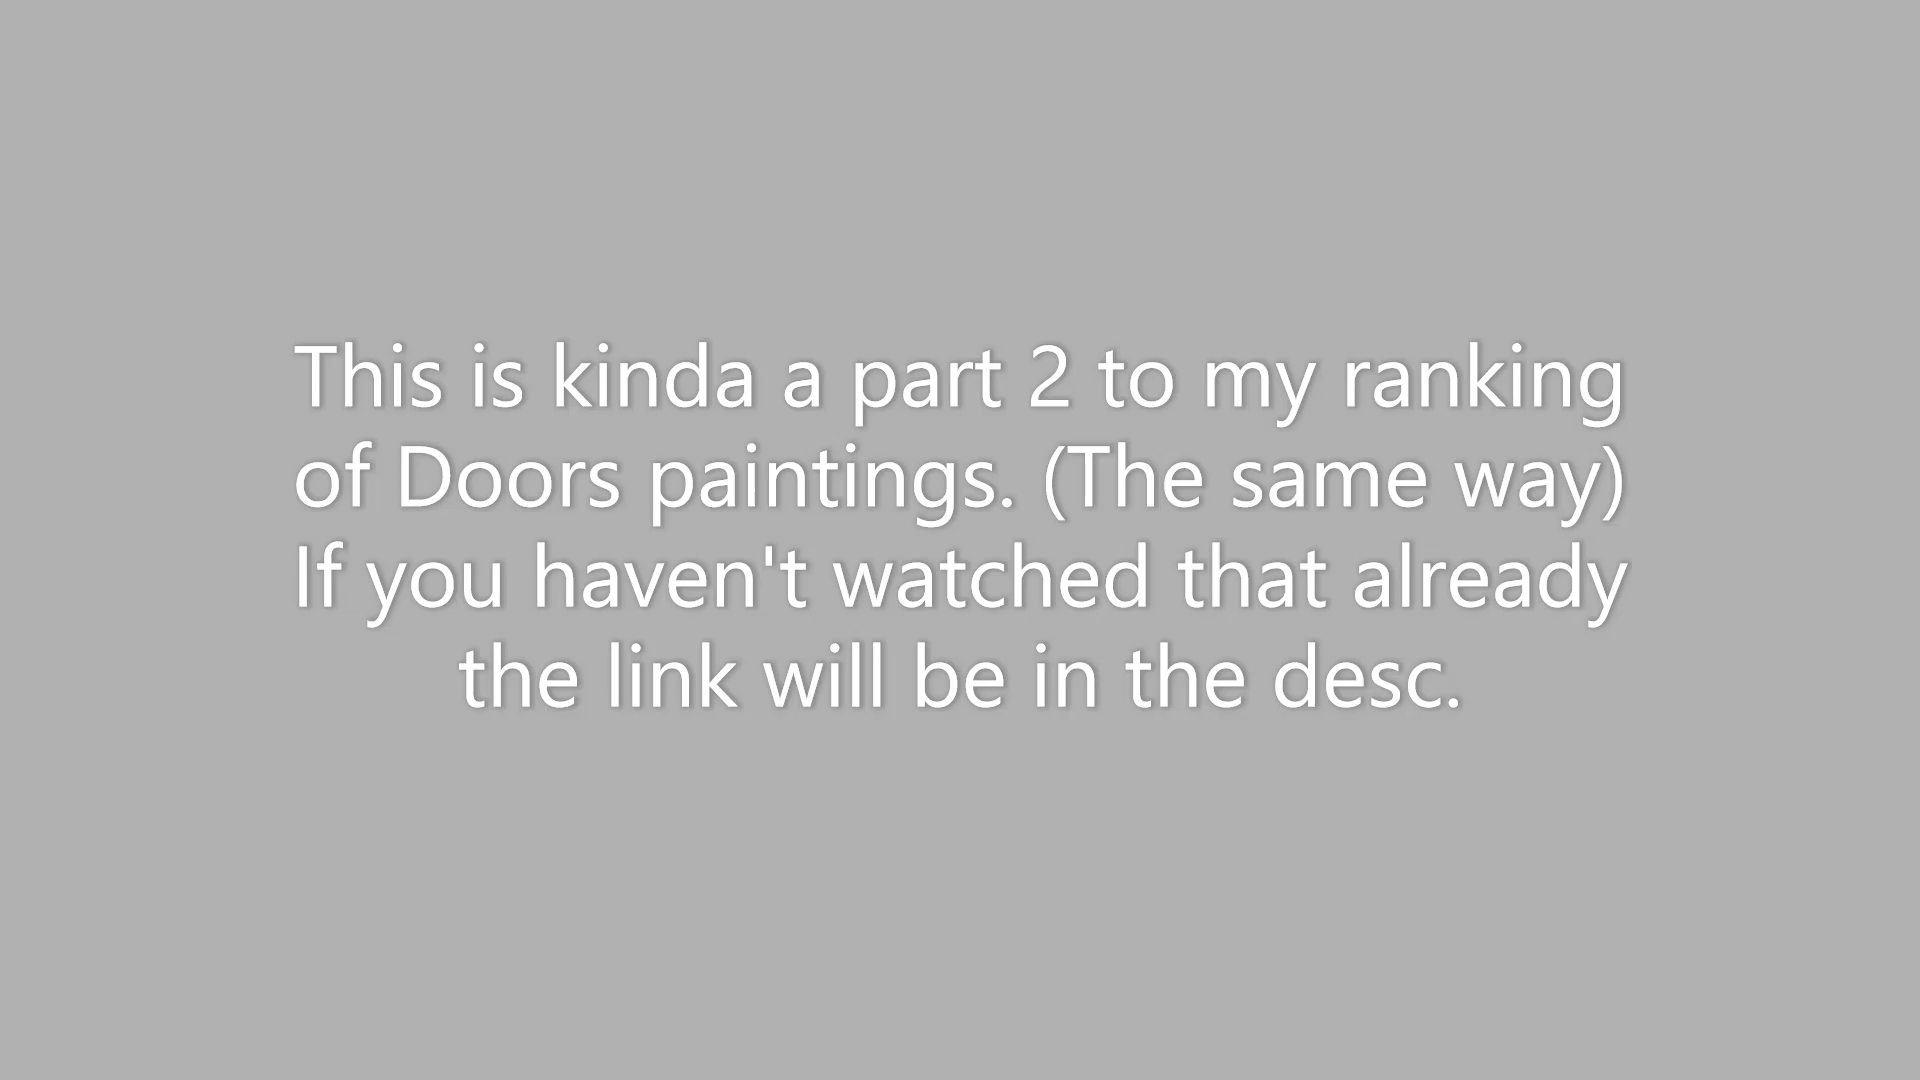 This is kinda a part 2 to my ranking
of Doors paintings. (The same way)
If you haven't watched that already
the link will be in the desc.